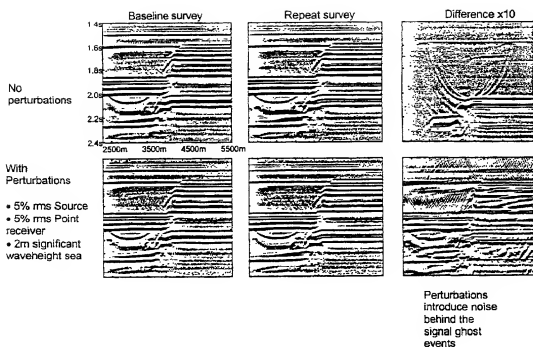 Baseline survey
Repeat survey
Difference x10
1.4s
1.6s
1.8s
2.0s
2.2s
2.4s
No
perturbations
2500m 3500m 4500m 5500m
With
Perturbations
• 5% rms Source
• 5% rms Point
receiver
• 2m significant
waveheight sea
Perturbations
introduce noise
behind the
signal ghost
events